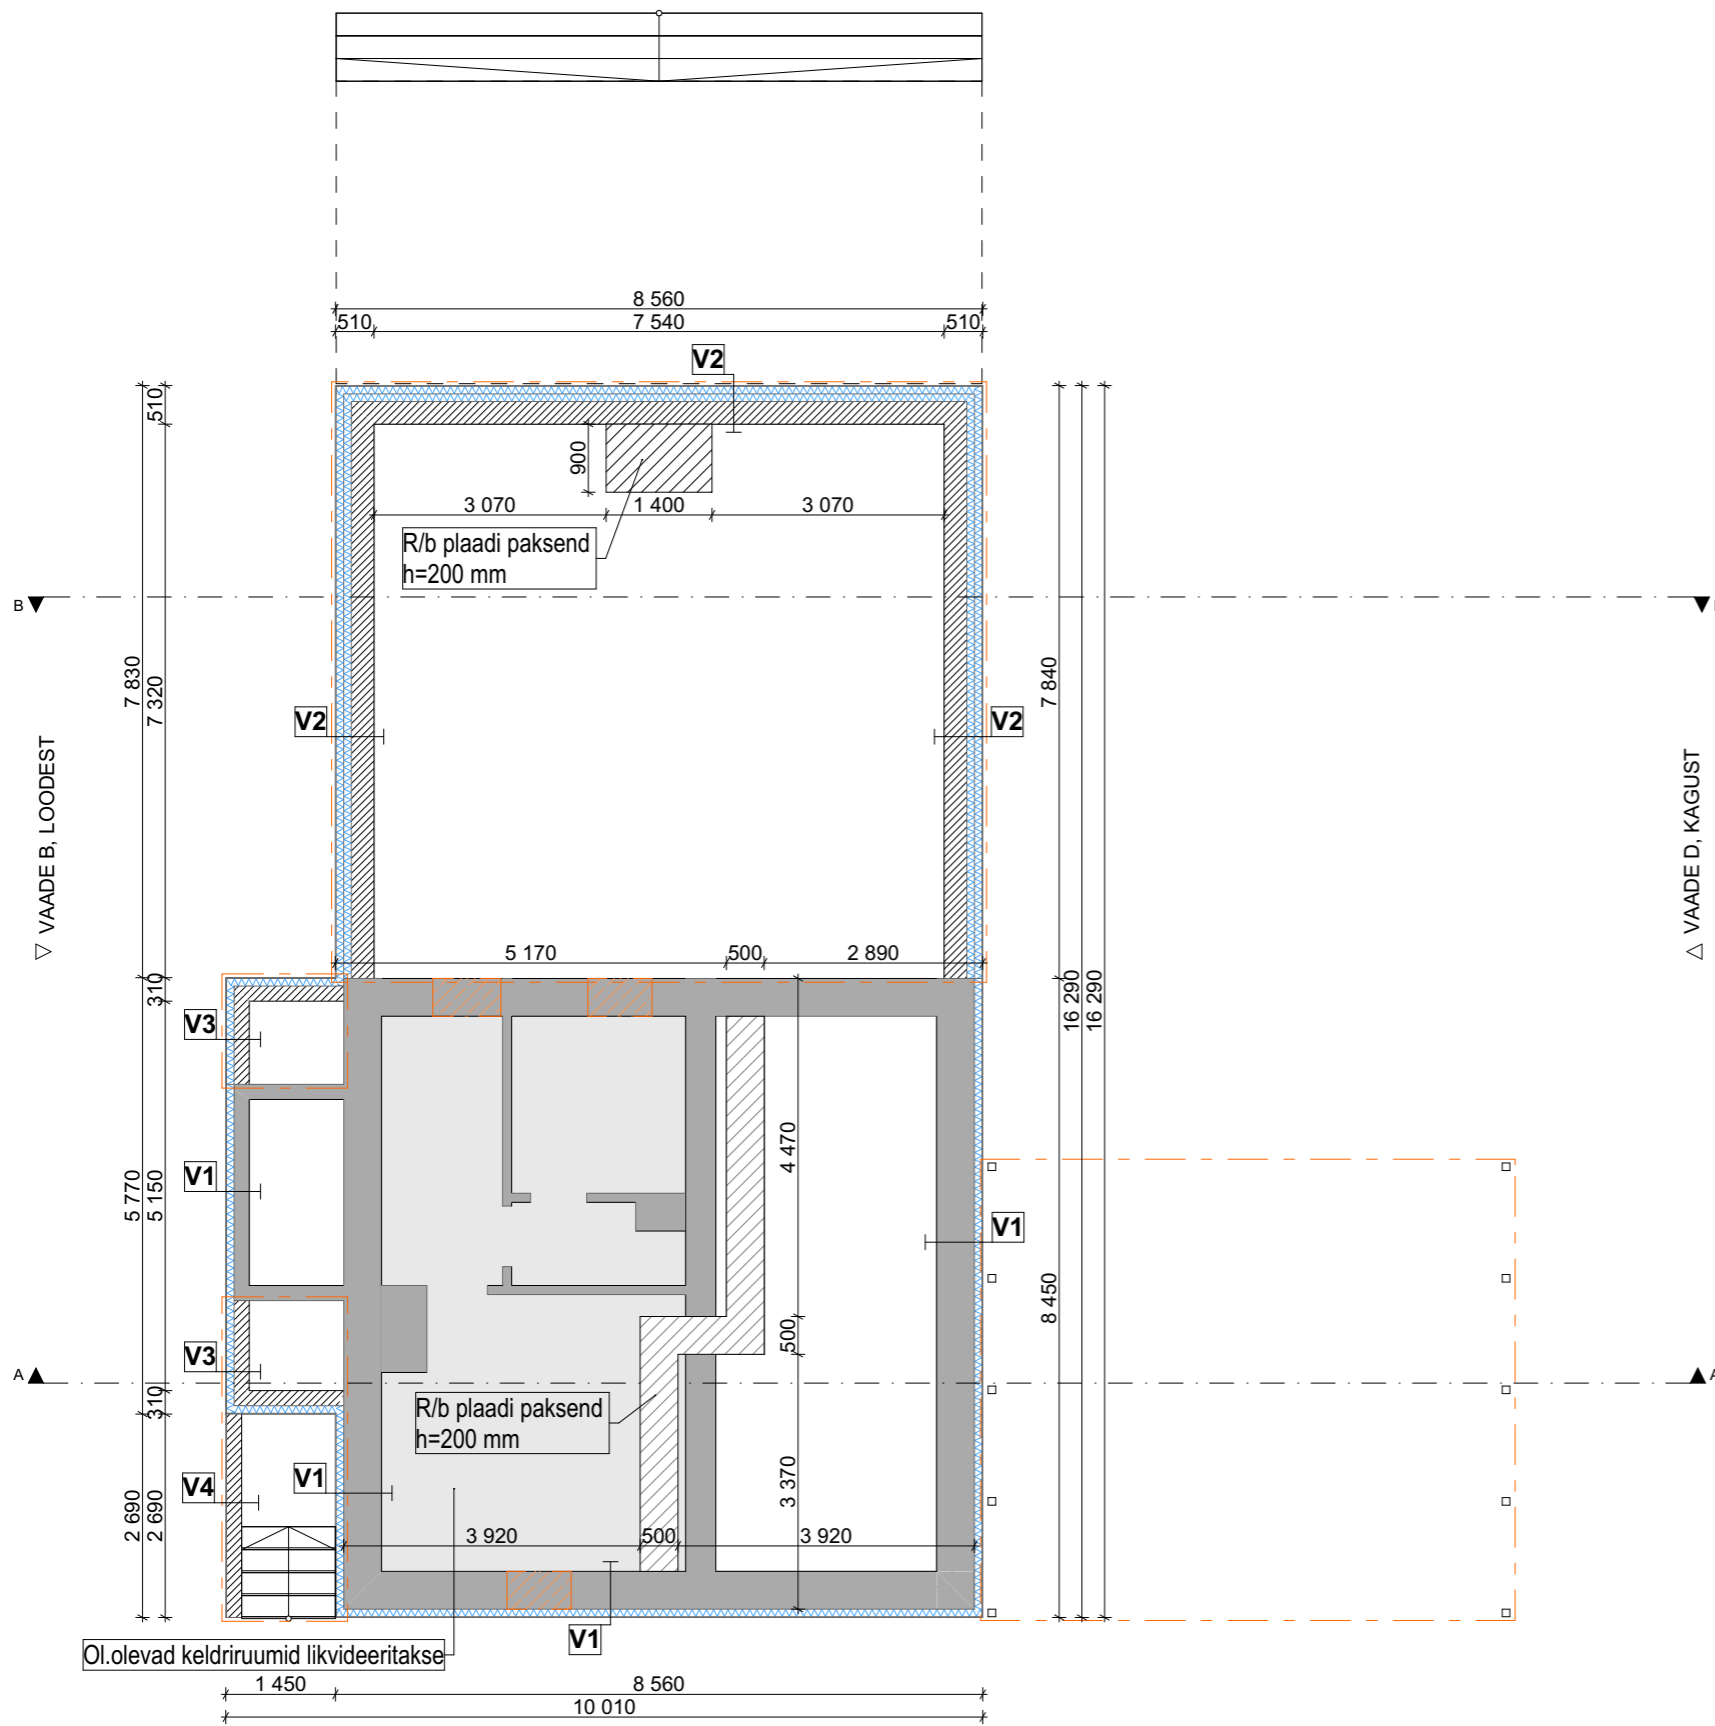 8 560
510
7 540
510
V2
510
900
3 070
1 400
3 070
R/b plaadi paksend
h=200 mm
B
7 830
7 320
7 840
V2
V2
▽ VAADE B, LOODEST
△ VAADE D, KAGUST
5 170
500
2 890
310
16 290
16 290
V3
4 470
V1
5 770
5 150
V1
8 450
500
V3
A
A
310
R/b plaadi paksend
h=200 mm
V1
V4
3 370
2 690
2 690
3 920
500
3 920
V1
Ol.olevad keldriruumid likvideeritakse
1 450
8 560
10 010